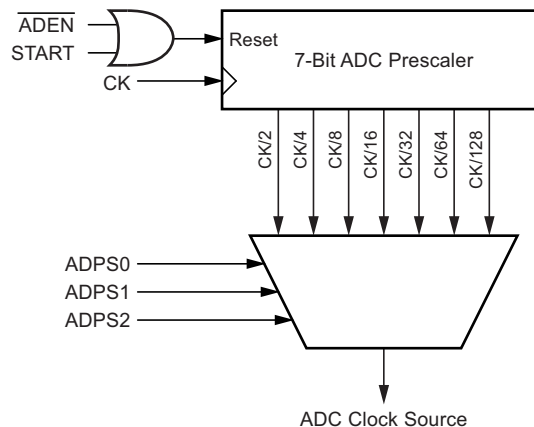 ADEN
START
CK
Reset
7-Bit ADC Prescaler
CK/2
CK/4
CK/8
CK/16
CK/32
CK/64
CK/128
ADPS0
ADPS1
ADPS2
ADC Clock Source